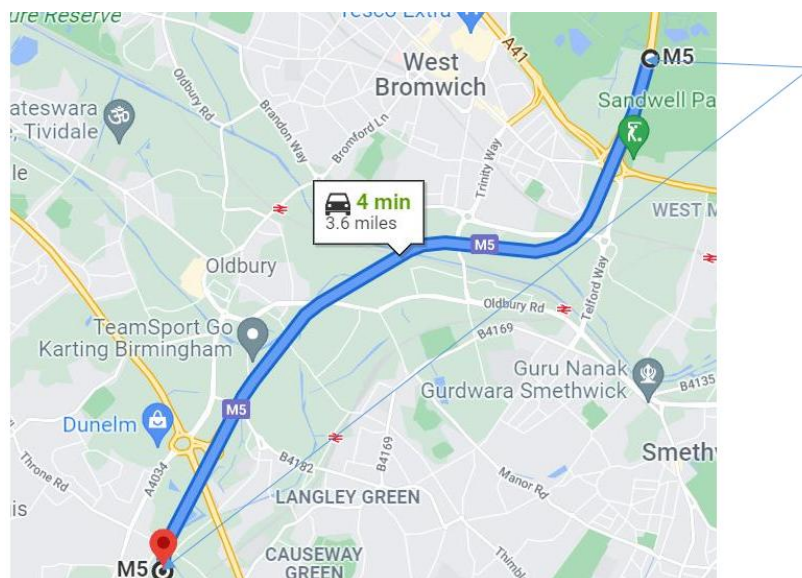 ure Reserve
Tesco Extra
A41
West
Bromwich
M5
Oldbury Rd
Sandwell Pa
ateswara
e, Tividale
Brandon Way
Bromford Ln
le
Trinity Way
4 min
3.6 miles
WEST M
M5
Oldbury
Telford Way
Oldbury Rd
TeamSport Go
Karting Birmingham
B4169
Guru Nanak
Gurdwara Smethwick
B4135
M5
Dunelm
B4169
Smethw
Throne Rd
A4034
B4182
Manor Rd
is
LANGLEY GREEN
CAUSEWAY
GREEN
Thimbl
M5